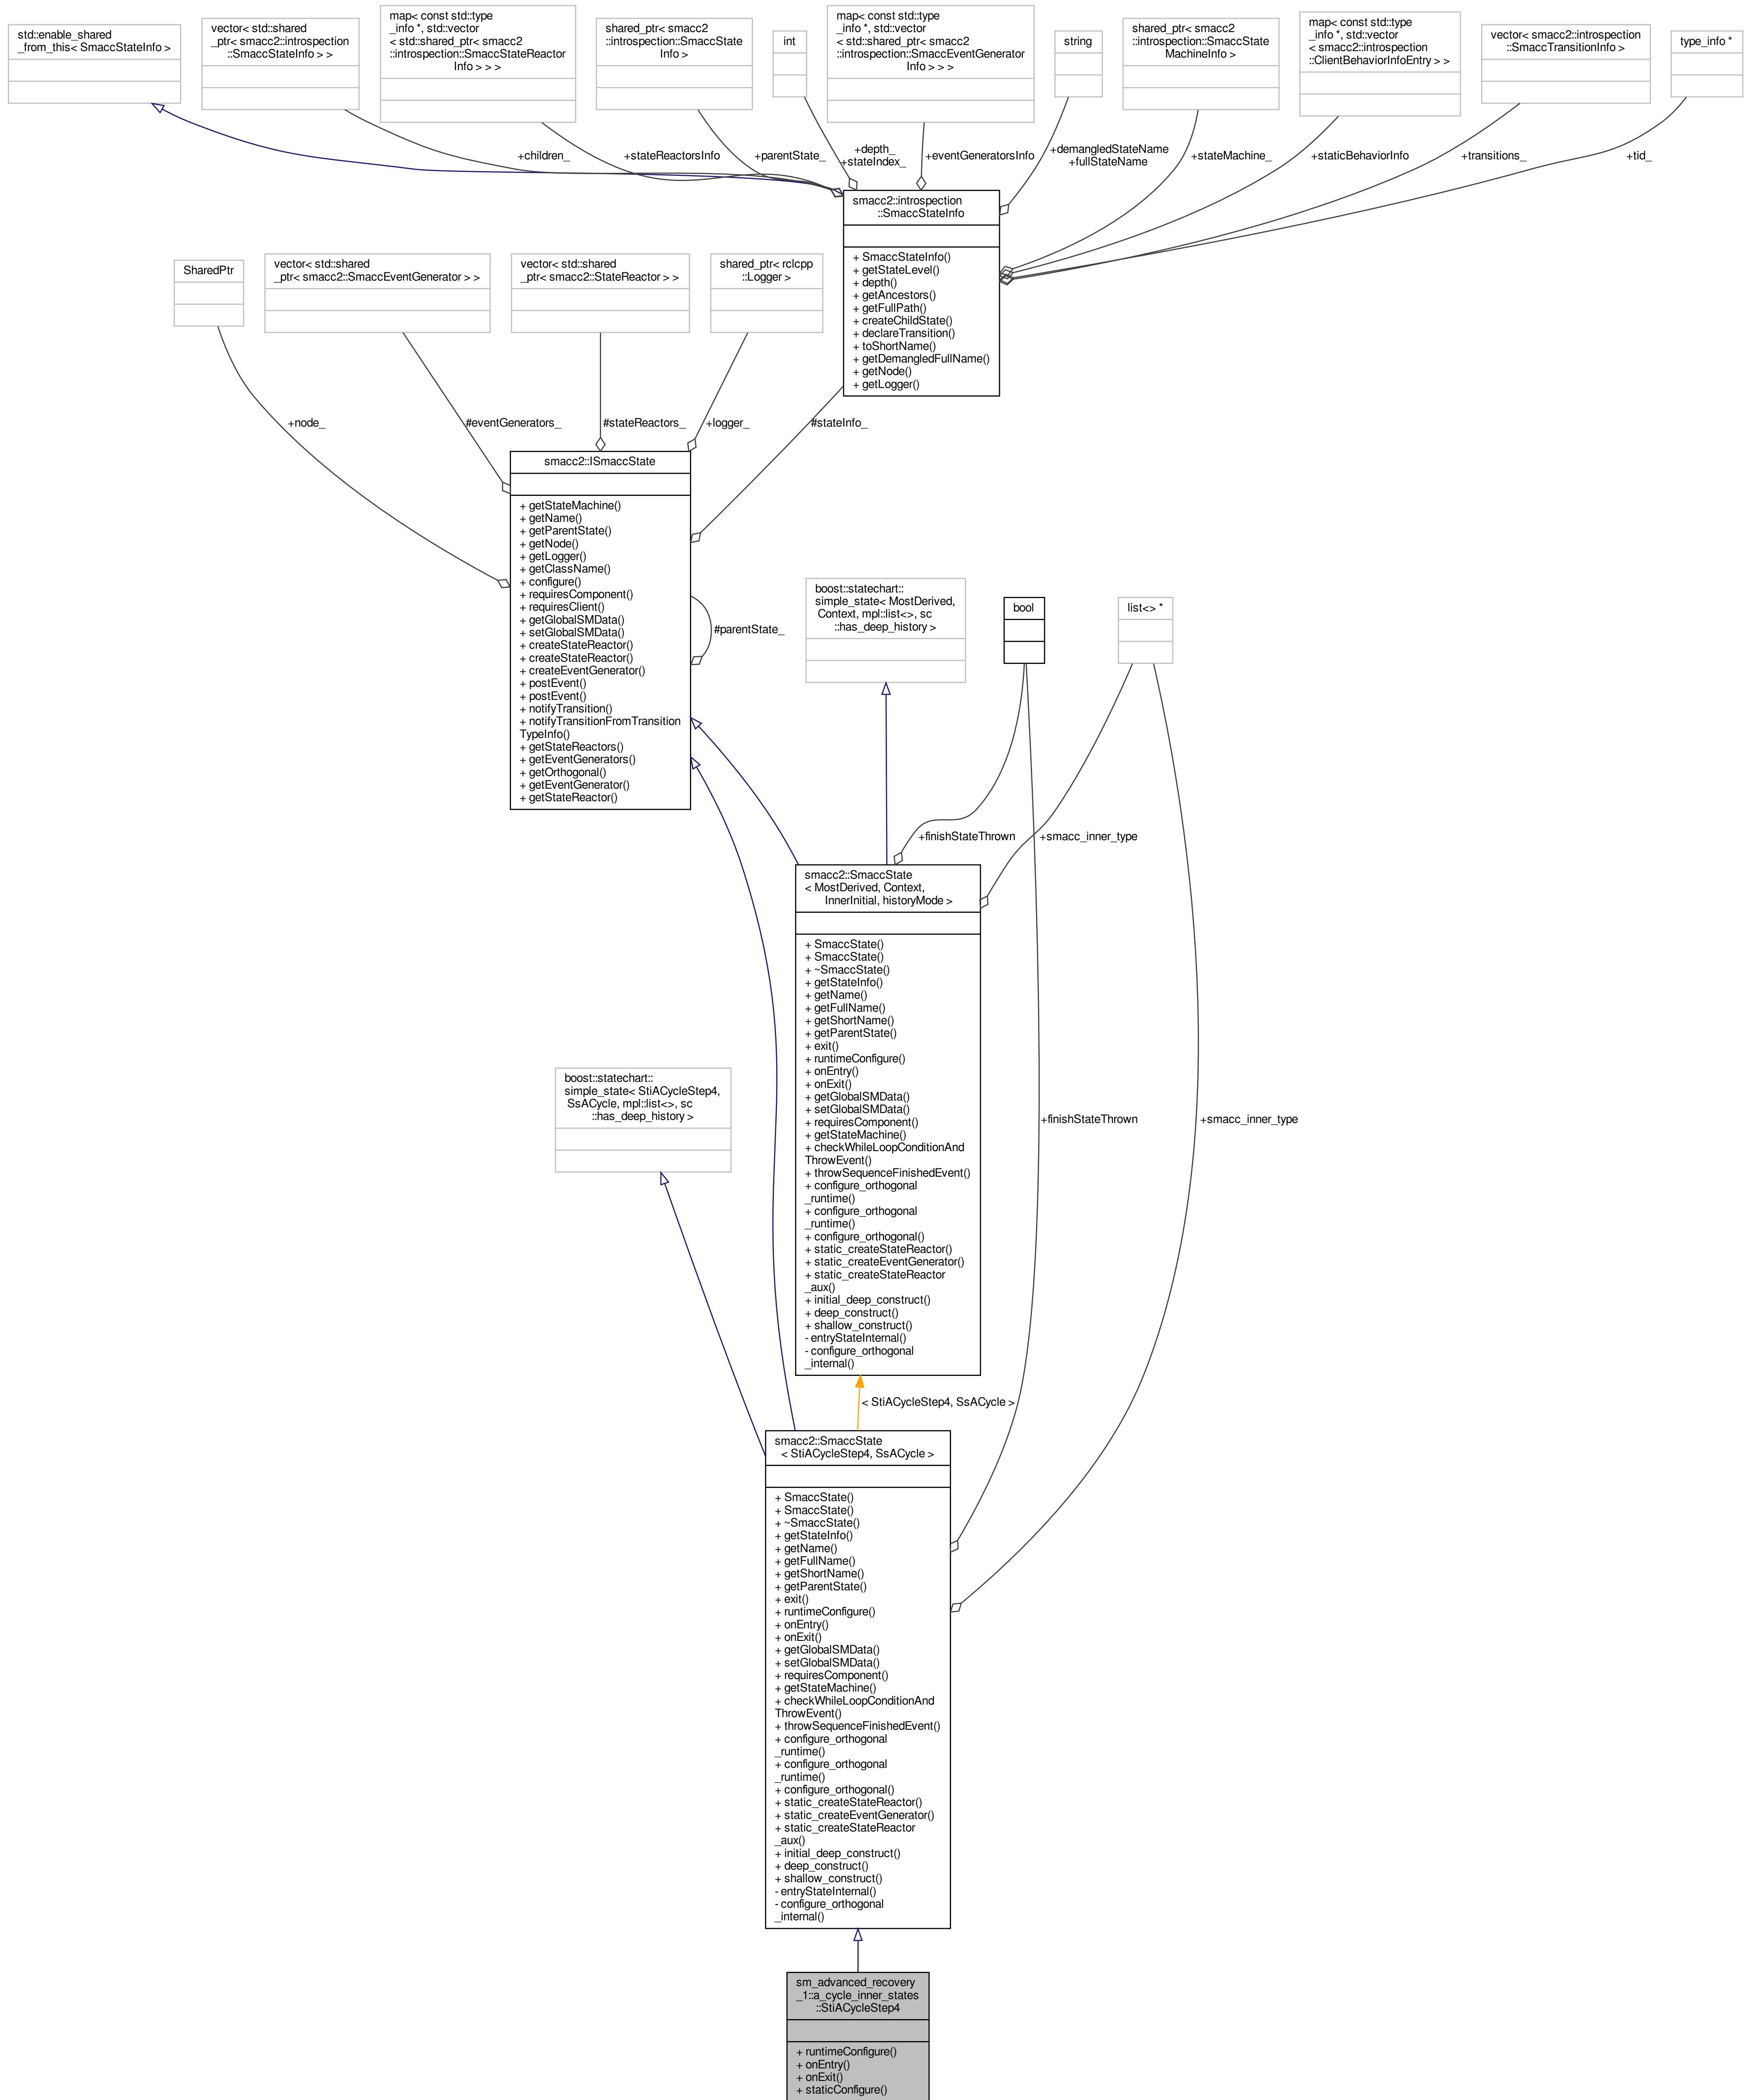 std::enable_shared
_from_this< SmaccStateInfo >
vector< std::shared
_ptr< smacc2::introspection
::SmaccStateInfo > >
map< const std::type
_info *, std::vector
< std::shared_ptr< smacc2
::introspection::SmaccStateReactor
Info > > >
shared_ptr< smacc2
::introspection::SmaccState
Info >
int
map< const std::type
_info *, std::vector
< std::shared_ptr< smacc2
::introspection::SmaccEventGenerator
Info > > >
string
shared_ptr< smacc2
::introspection::SmaccState
MachineInfo >
map< const std::type
_info *, std::vector
< smacc2::introspection
::ClientBehaviorInfoEntry > >
vector< smacc2::introspection
::SmaccTransitionInfo >
type_info *
+children_
+stateReactorsInfo
+parentState_
+depth_
+stateIndex_
+eventGeneratorsInfo
+demangledStateName
+fullStateName
+stateMachine_
+staticBehaviorInfo
+transitions_
+tid_
smacc2::introspection
::SmaccStateInfo
+ SmaccStateInfo()
+ getStateLevel()
+ depth()
+ getAncestors()
+ getFullPath()
+ createChildState()
+ declareTransition()
+ toShortName()
+ getDemangledFullName()
+ getNode()
+ getLogger()
SharedPtr
vector< std::shared
_ptr< smacc2::SmaccEventGenerator > >
vector< std::shared
_ptr< smacc2::StateReactor > >
shared_ptr< rclcpp
::Logger >
+node_
#eventGenerators_
#stateReactors_
+logger_
#stateInfo_
smacc2::ISmaccState
+ getStateMachine()
+ getName()
+ getParentState()
+ getNode()
+ getLogger()
+ getClassName()
+ configure()
+ requiresComponent()
+ requiresClient()
+ getGlobalSMData()
+ setGlobalSMData()
+ createStateReactor()
+ createStateReactor()
+ createEventGenerator()
+ postEvent()
+ postEvent()
+ notifyTransition()
+ notifyTransitionFromTransition
TypeInfo()
+ getStateReactors()
+ getEventGenerators()
+ getOrthogonal()
+ getEventGenerator()
+ getStateReactor()
#parentState_
boost::statechart::
simple_state< MostDerived,
Context, mpl::list<>, sc
::has_deep_history >
bool
list<> *
+finishStateThrown
+smacc_inner_type
smacc2::SmaccState
< MostDerived, Context,
InnerInitial, historyMode >
+ SmaccState()
+ SmaccState()
+ ~SmaccState()
+ getStateInfo()
+ getName()
+ getFullName()
+ getShortName()
+ getParentState()
+ exit()
+ runtimeConfigure()
+ onEntry()
+ onExit()
+ getGlobalSMData()
+ setGlobalSMData()
+ requiresComponent()
+ getStateMachine()
+ checkWhileLoopConditionAnd
ThrowEvent()
+ throwSequenceFinishedEvent()
+ configure_orthogonal
_runtime()
+ configure_orthogonal
_runtime()
+ configure_orthogonal()
+ static_createStateReactor()
+ static_createEventGenerator()
+ static_createStateReactor
_aux()
+ initial_deep_construct()
+ deep_construct()
+ shallow_construct()
- entryStateInternal()
- configure_orthogonal
_internal()
boost::statechart::
simple_state< StiACycleStep4,
SsACycle, mpl::list<>, sc
::has_deep_history >
+finishStateThrown
+smacc_inner_type
< StiACycleStep4, SsACycle >
smacc2::SmaccState
< StiACycleStep4, SsACycle >
+ SmaccState()
+ SmaccState()
+ ~SmaccState()
+ getStateInfo()
+ getName()
+ getFullName()
+ getShortName()
+ getParentState()
+ exit()
+ runtimeConfigure()
+ onEntry()
+ onExit()
+ getGlobalSMData()
+ setGlobalSMData()
+ requiresComponent()
+ getStateMachine()
+ checkWhileLoopConditionAnd
ThrowEvent()
+ throwSequenceFinishedEvent()
+ configure_orthogonal
_runtime()
+ configure_orthogonal
_runtime()
+ configure_orthogonal()
+ static_createStateReactor()
+ static_createEventGenerator()
+ static_createStateReactor
_aux()
+ initial_deep_construct()
+ deep_construct()
+ shallow_construct()
- entryStateInternal()
- configure_orthogonal
_internal()
sm_advanced_recovery
_1::a_cycle_inner_states
::StiACycleStep4
+ runtimeConfigure()
+ onEntry()
+ onExit()
+ staticConfigure()